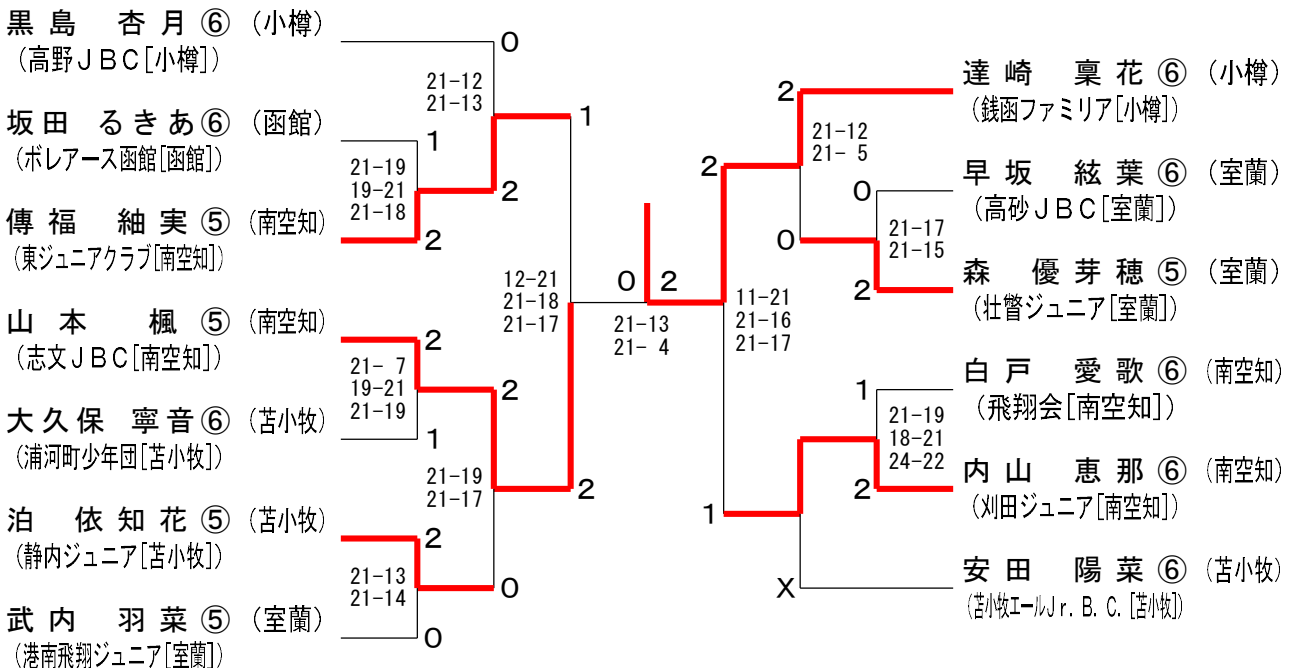 黒島 杏月⑥ (小樽)
(高野JBC[小樽])
坂田 るきあ⑥ (函館)
(ボレアース函館[函館])
傳福 紬実⑤ (南空知)
(東ジュニアクラブ[南空知])
山本 楓⑤ (南空知)
(志文JBC[南空知])
大久保 寧音⑥ (苫小牧)
(浦河町少年団[苫小牧])
泊 依知花⑤ (苫小牧)
(静内ジュニア[苫小牧])
武内 羽菜⑤ (室蘭)
(港南飛翔ジュニア[室蘭])
0
21-12
21-13
1
1
21-19
19-21
21-18
2
2
2
21- 7
19-21
21-19
2
1
21-19
21-17
2
2
21-13
21-14
0
0
12-21
21-18
21-17
0 2
21-13
21- 4
2
11-21
21-16
21-17
1
2
21-12
21- 5
0
0
21-17
21-15
2
1
21-19
18-21
24-22
2
X
達崎 稟花⑥ (小樽)
(銭函ファミリア[小樽])
早坂 絃葉⑥ (室蘭)
(高砂JBC[室蘭])
森 優芽穂⑤ (室蘭)
(壮瞥ジュニア[室蘭])
白戸 愛歌⑥ (南空知)
(飛翔会[南空知])
内山 恵那⑥ (南空知)
(刈田ジュニア[南空知])
安田 陽菜⑥ (苫小牧)
(苫小牧エールJr.B.C.[苫小牧])